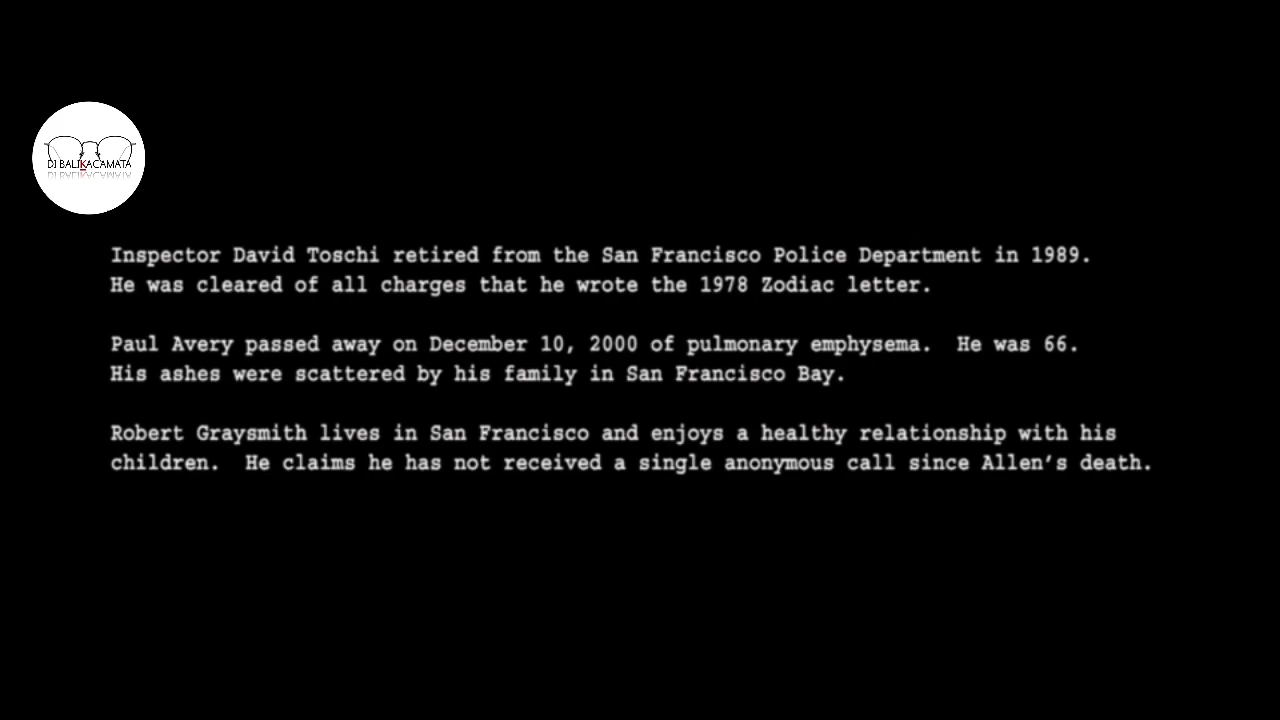 DI BALIKACAMATA
Inspector David Toschi retired from the San Francisco Police Department in 1989.
He was cleared of all charges that he wrote the 1978 Zodiac letter.
Paul Avery passed away on December 10, 2000 of pulmonary emphysema.  He was 66.
His ashes were scattered by his family in San Francisco Bay.
Robert Graysmith lives in San Francisco and enjoys a healthy relationship with his
children.  He claims he has not received a single anonymous call since Allen's death.